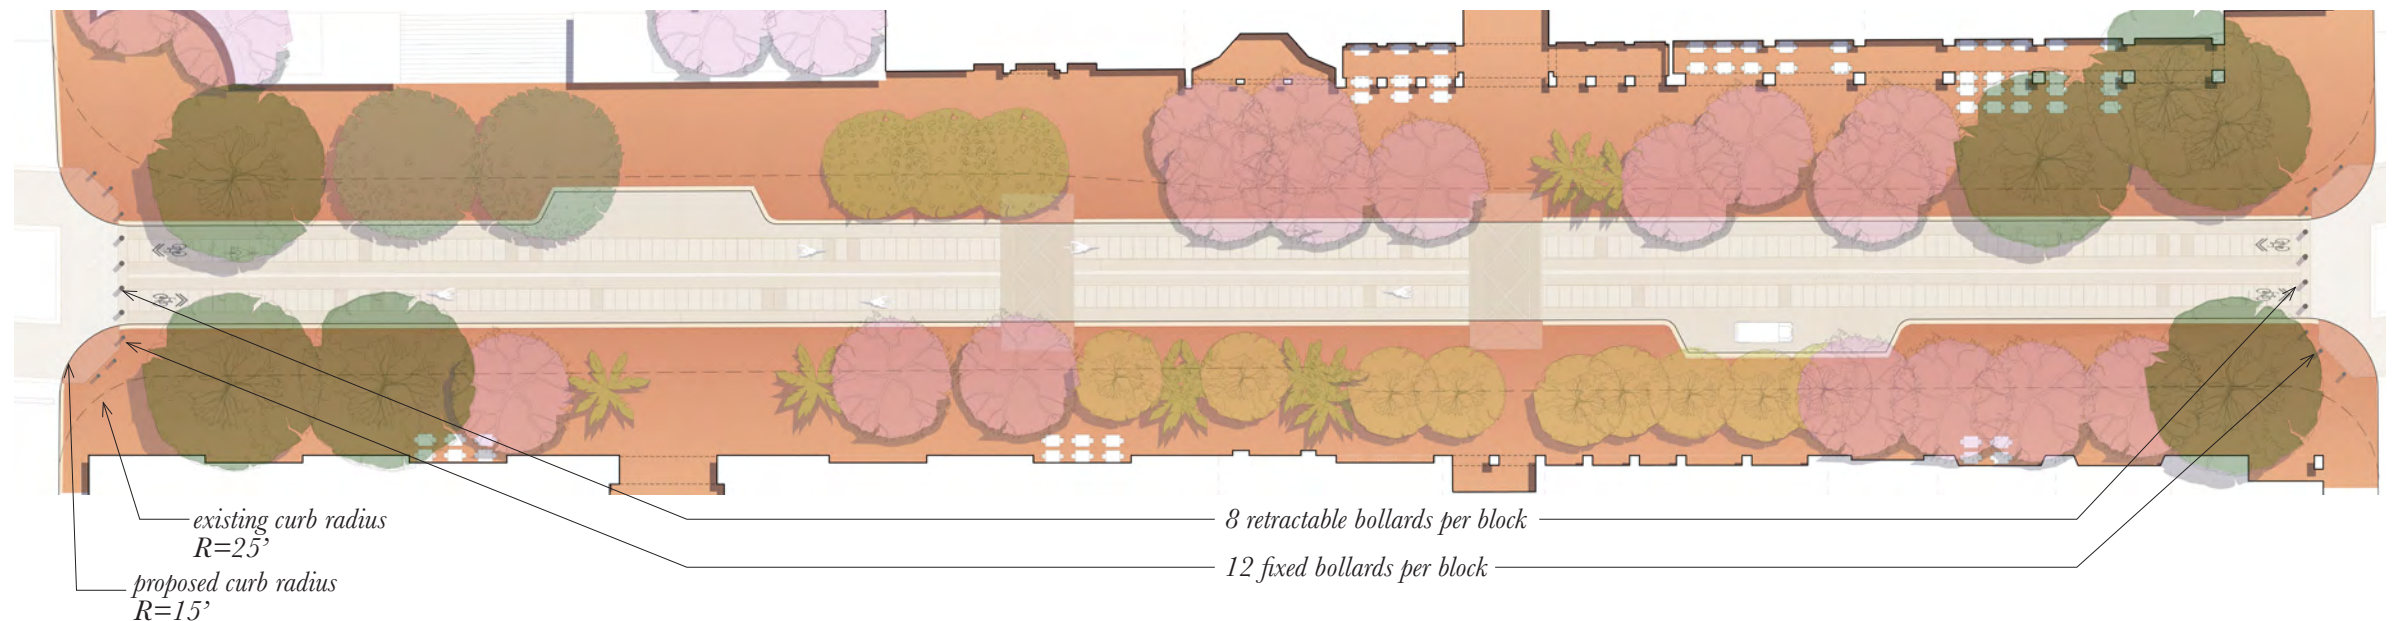 existing curb radius
R=25’
proposed curb radius
R=15’
8 retractable bollards per block
12 fixed bollards per block